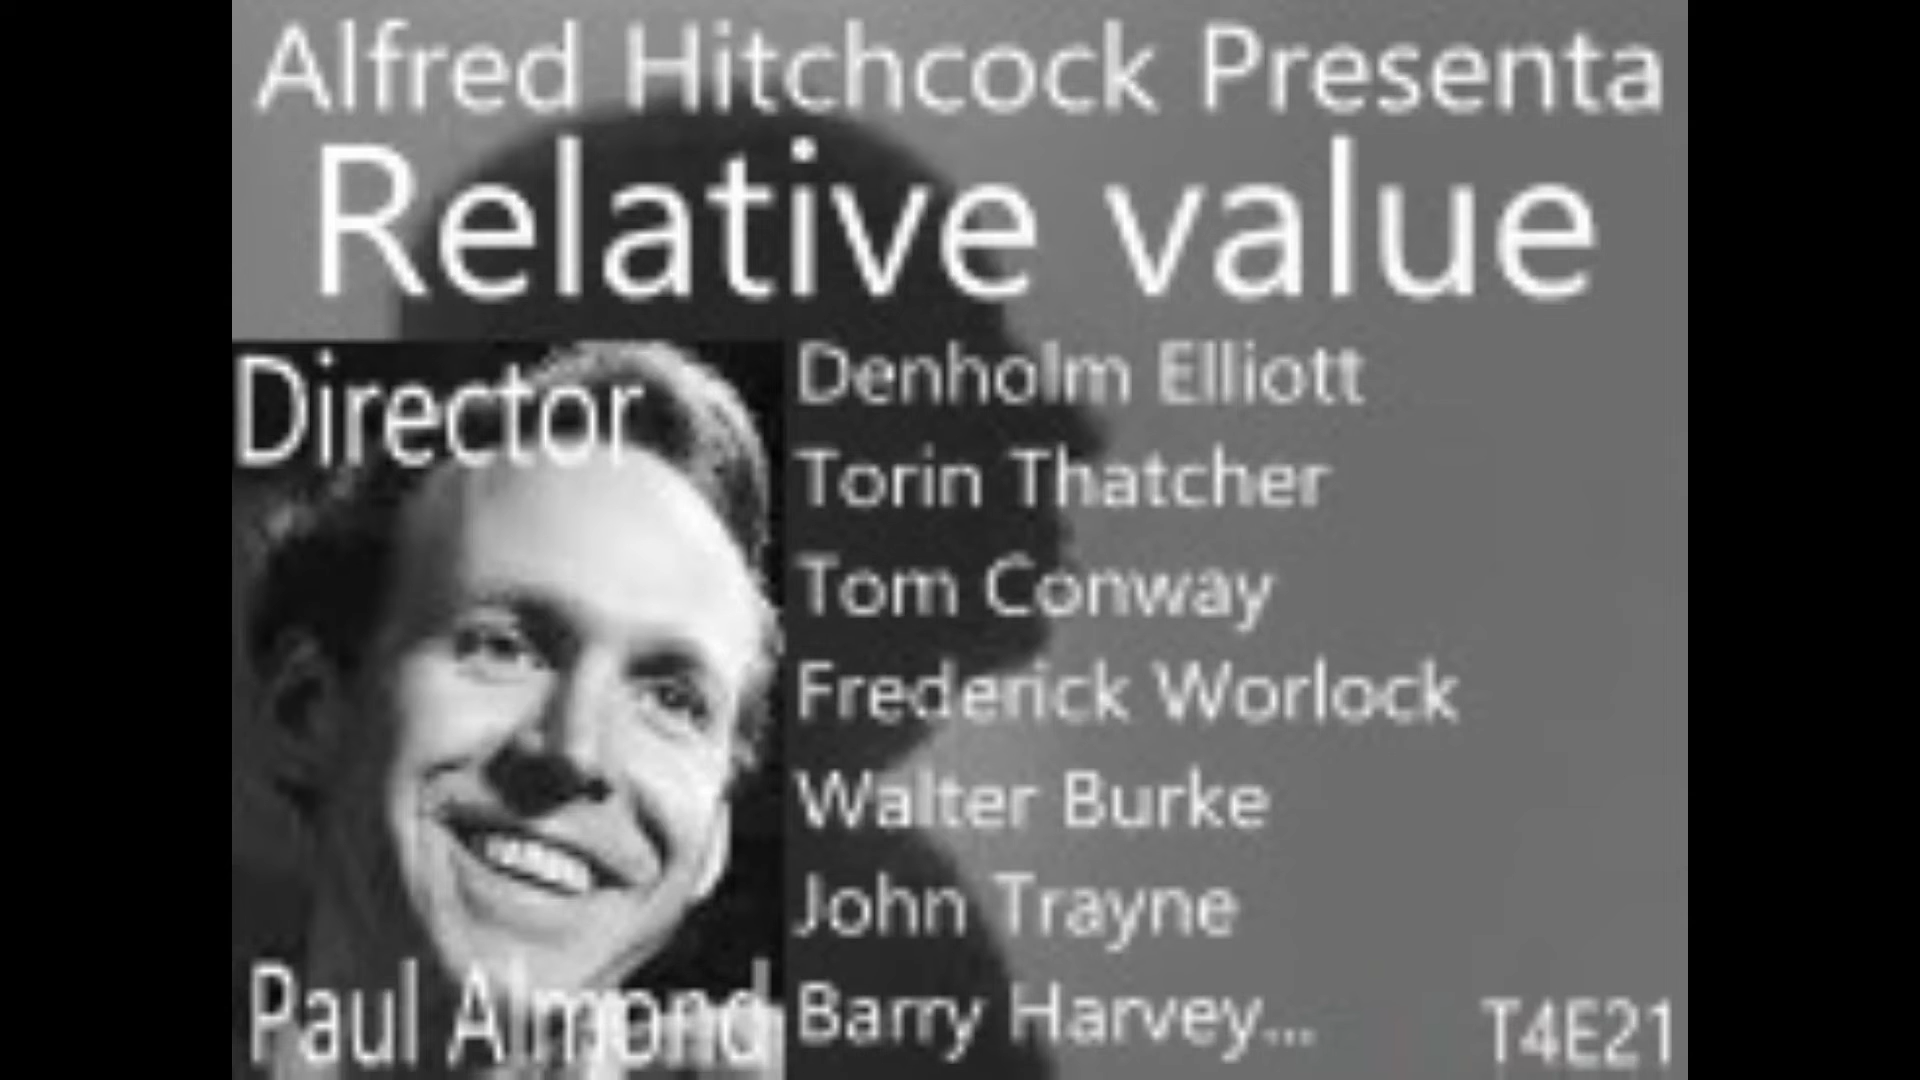 Alfred Hitchcock Presenta
Relative value
Director
Paul Almond
Denholm Elliott
Torin Thatcher
Tom Conway
Frederick Worlock
Walter Burke
John Trayne
Barry Harvey...
T4E21